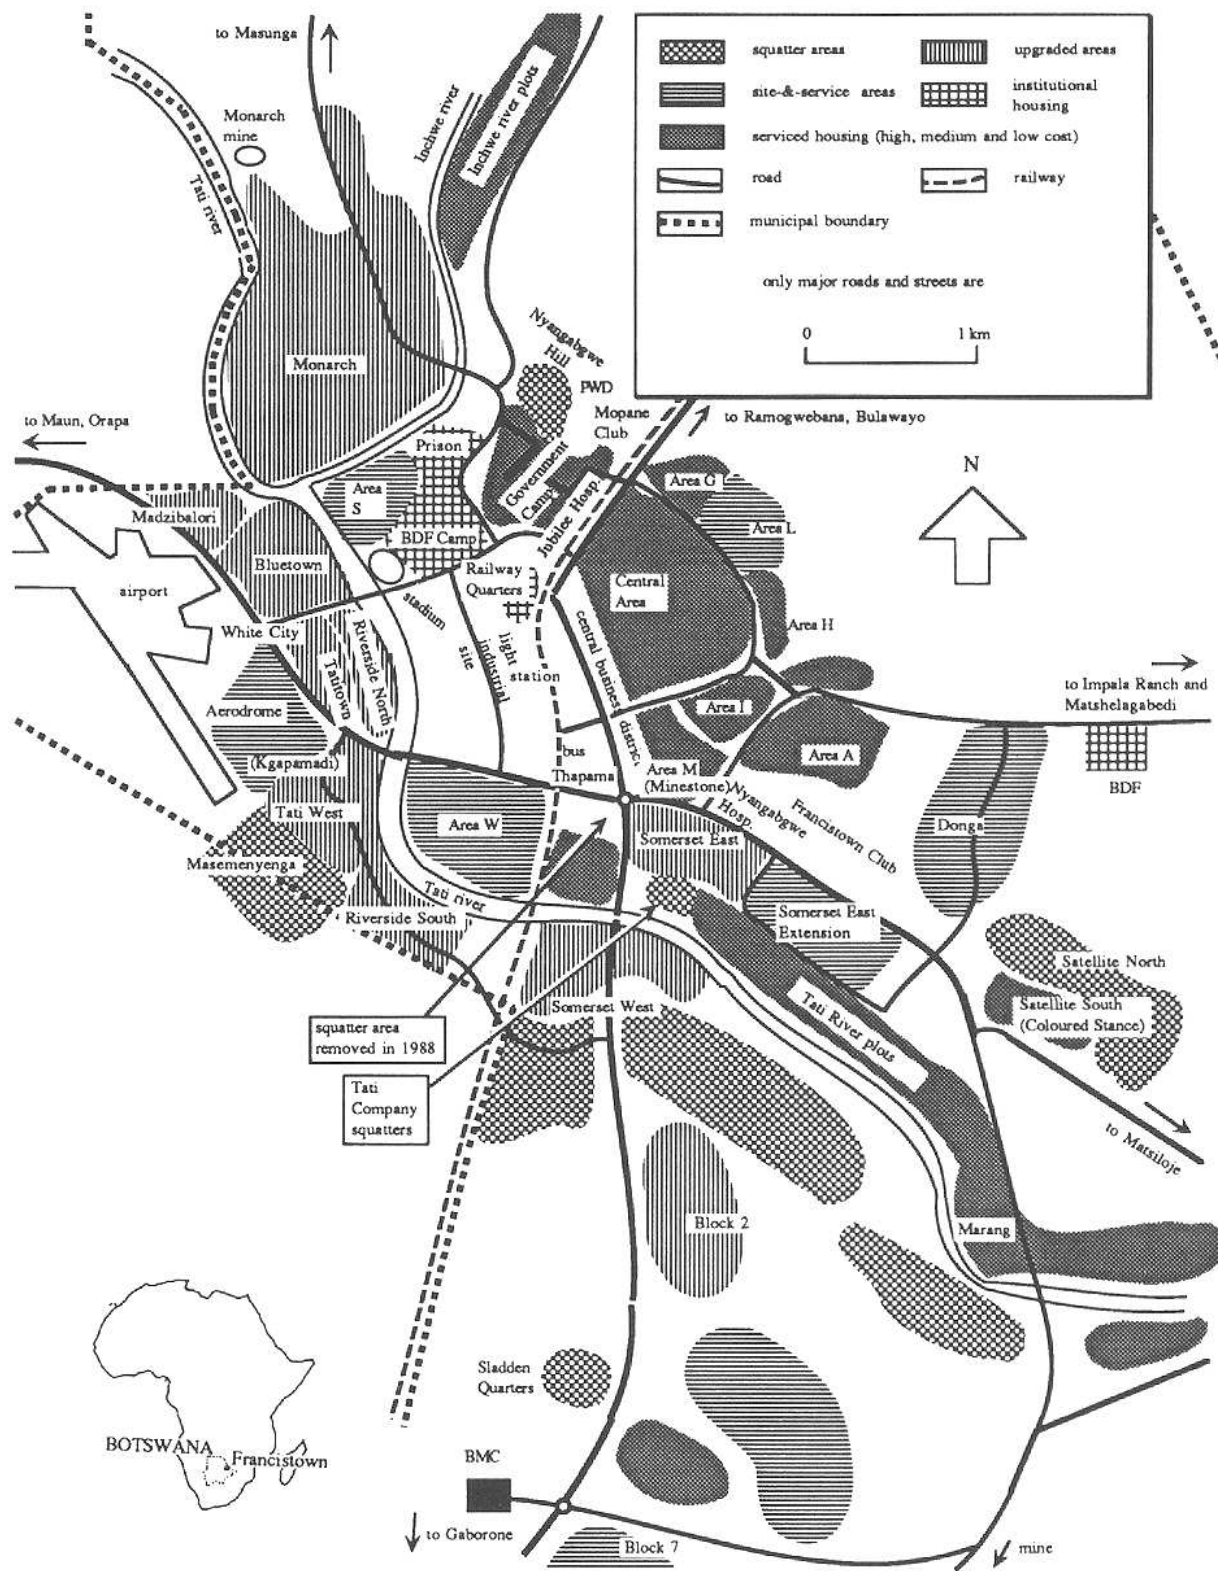 to Masunga
squatter areas
upgraded areas
site-&-service areas
institutional
housing
serviced housing (high, medium and low cost)
road
railway
municipal boundary
only major roads and streets are
0
1 km
Monarch
mine
Tati river
Inchwe river
Inchwe river plots
Monarch
Nyangabgwe
Hill
PWD
Mopane
Club
to Ramogwebana, Bulawayo
to Maun, Orapa
Prison
Government
Camp
Jubilee Hosp.
Area G
Area
S
Area L
N
Madzibalori
BDF Camp
Bluetown
Railway
Quarters
airport
Central
Area
stadium
White City
Riverside North
Tatitown
industrial
site
light
station
central business
district
Area H
Aerodrome
Area I
to Impala Ranch and
Matshelagabedi
(Kgapamadi)
bus
Thapama
Area M
(Minestone)
Area A
BDF
Nyangabgwe
Hosp.
Francistown Club
Tati West
Area W
Somerset East
Donga
Masemenyenga
Tati river
Riverside South
Somerset East
Extension
Satellite North
Somerset West
Tati River plots
Satellite South
(Coloured Stance)
squatter area
removed in 1988
Tati
Company
squatters
to Matsiloje
Block 2
Marang
Sladden
Quarters
BOTSWANA
Francistown
BMC
to Gaborone
Block 7
mine